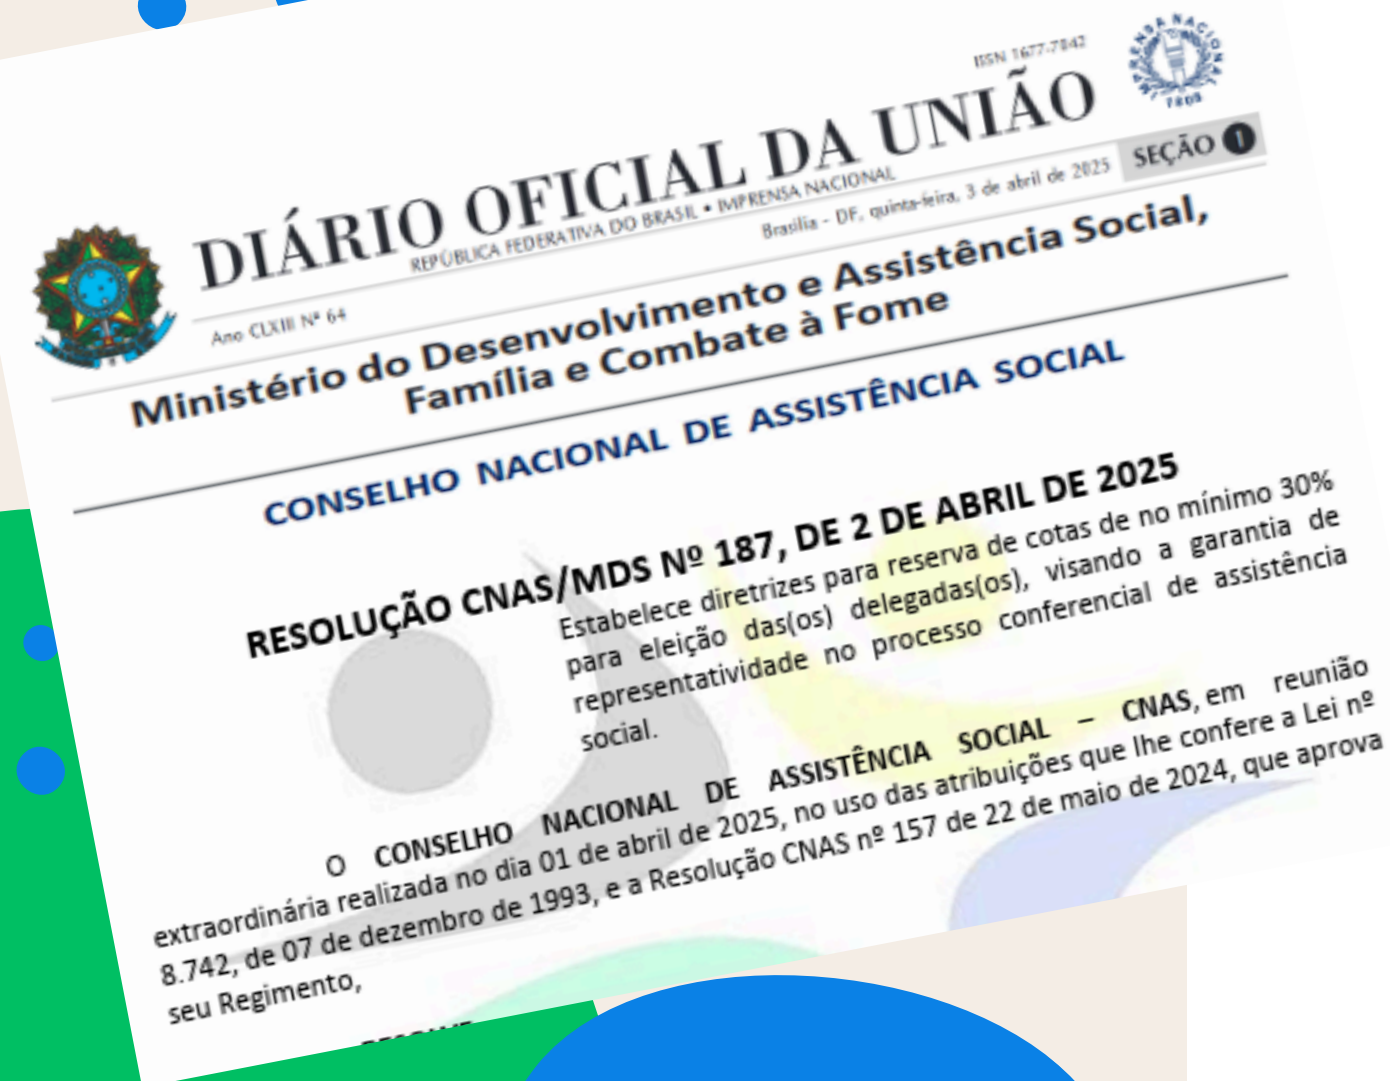 ISSN 1677-7042
IMPRENSA NACIONAL
1808
DIÁRIO OFICIAL DA UNIÃO
REPÚBLICA FEDERATIVA DO BRASIL • IMPRENSA NACIONAL
SEÇÃO 1
Ano CLXIII Nº 64
Brasília - DF, quinta-feira, 3 de abril de 2025
Ministério do Desenvolvimento e Assistência Social,
Família e Combate à Fome
CONSELHO NACIONAL DE ASSISTÊNCIA SOCIAL
RESOLUÇÃO CNAS/MDS Nº 187, DE 2 DE ABRIL DE 2025
Estabelece diretrizes para reserva de cotas de no mínimo 30%
para eleição das(os) delegadas(os), visando a garantia de
representatividade no processo conferencial de assistência
social.
O CONSELHO NACIONAL DE ASSISTÊNCIA SOCIAL – CNAS, em reunião
extraordinária realizada no dia 01 de abril de 2025, no uso das atribuições que lhe confere a Lei nº
8.742, de 07 de dezembro de 1993, e a Resolução CNAS nº 157 de 22 de maio de 2024, que aprova
seu Regimento,